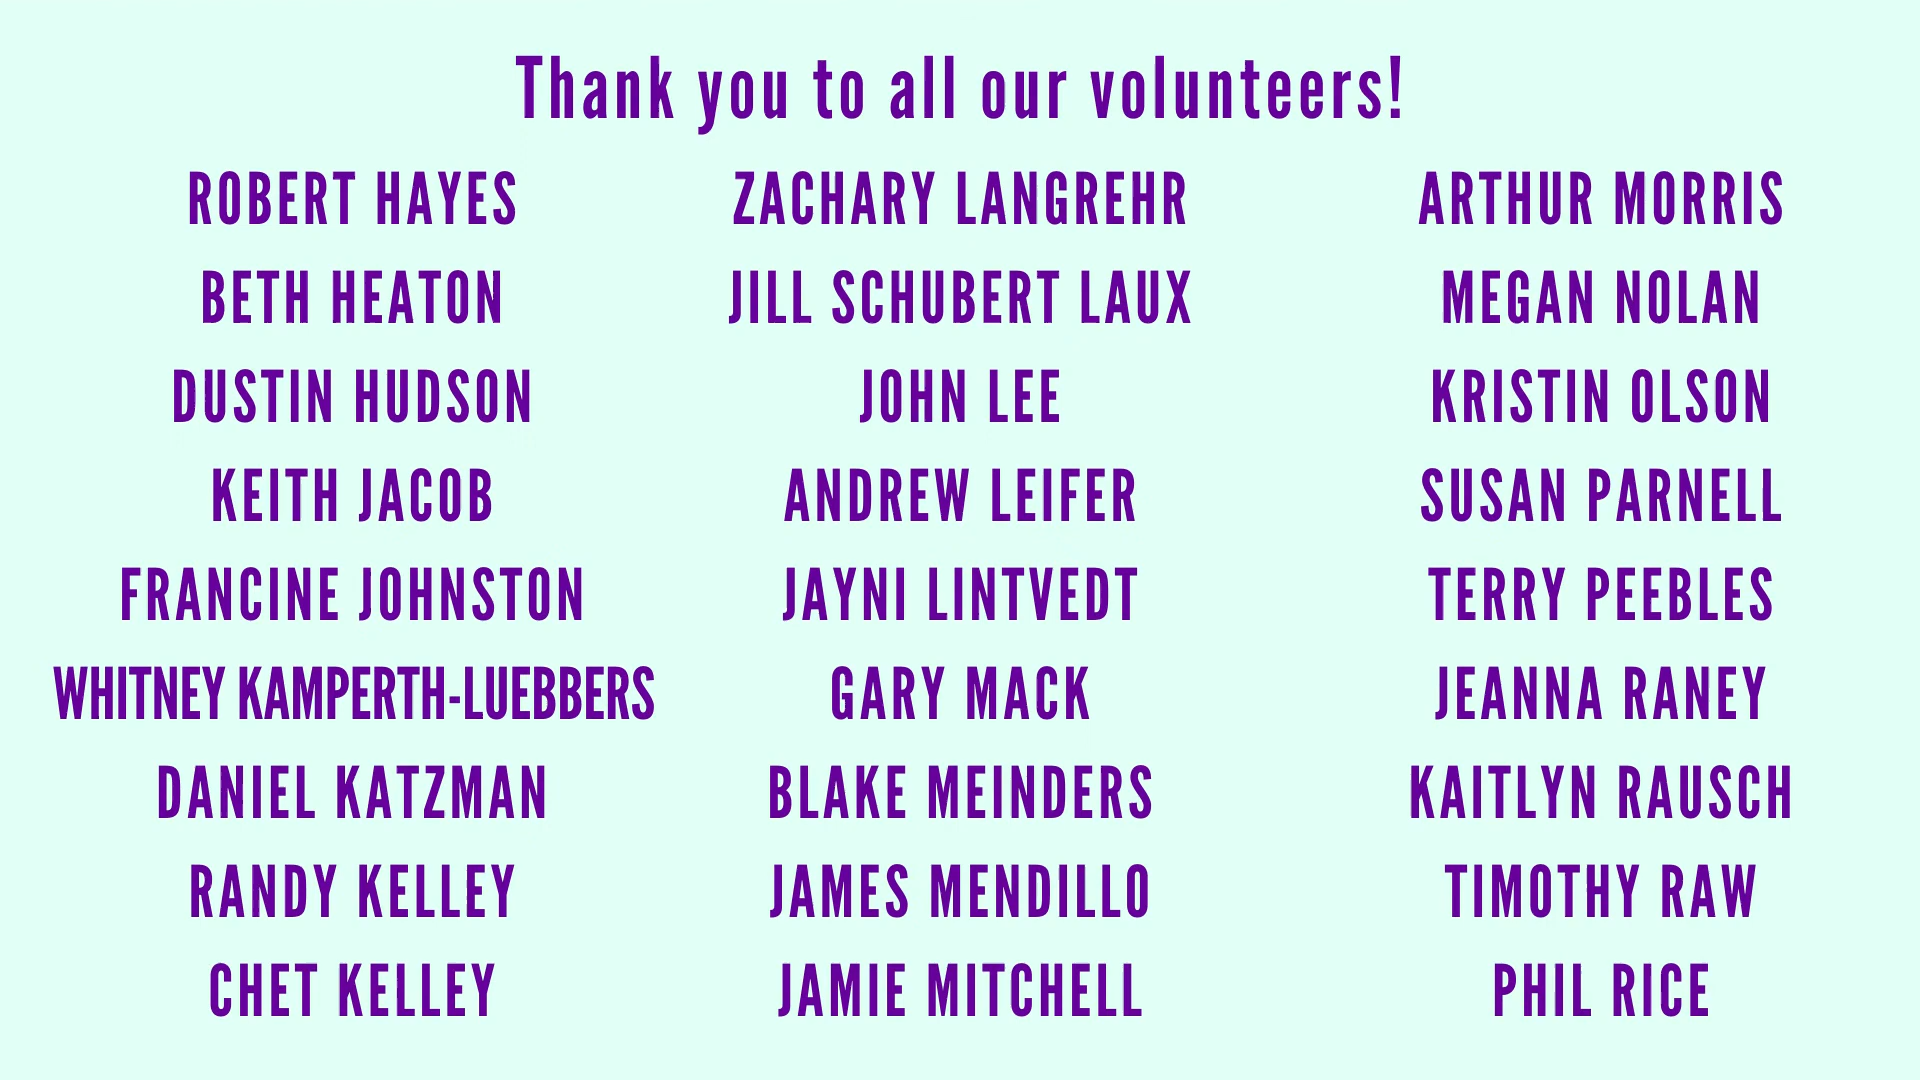 Thank you to all our volunteers!
ROBERT HAYES
BETH HEATON
DUSTIN HUDSON
KEITH JACOB
FRANCINE JOHNSTON
WHITNEY KAMPERTH-LUEBBERS
DANIEL KATZMAN
RANDY KELLEY
CHET KELLEY
ZACHARY LANGREHR
JILL SCHUBERT LAUX
JOHN LEE
ANDREW LEIFER
JAYNI LINTVEDT
GARY MACK
BLAKE MEINDERS
JAMES MENDILLO
JAMIE MITCHELL
ARTHUR MORRIS
MEGAN NOLAN
KRISTIN OLSON
SUSAN PARNELL
TERRY PEEBLES
JEANNA RANEY
KAITLYN RAUSCH
TIMOTHY RAW
PHIL RICE